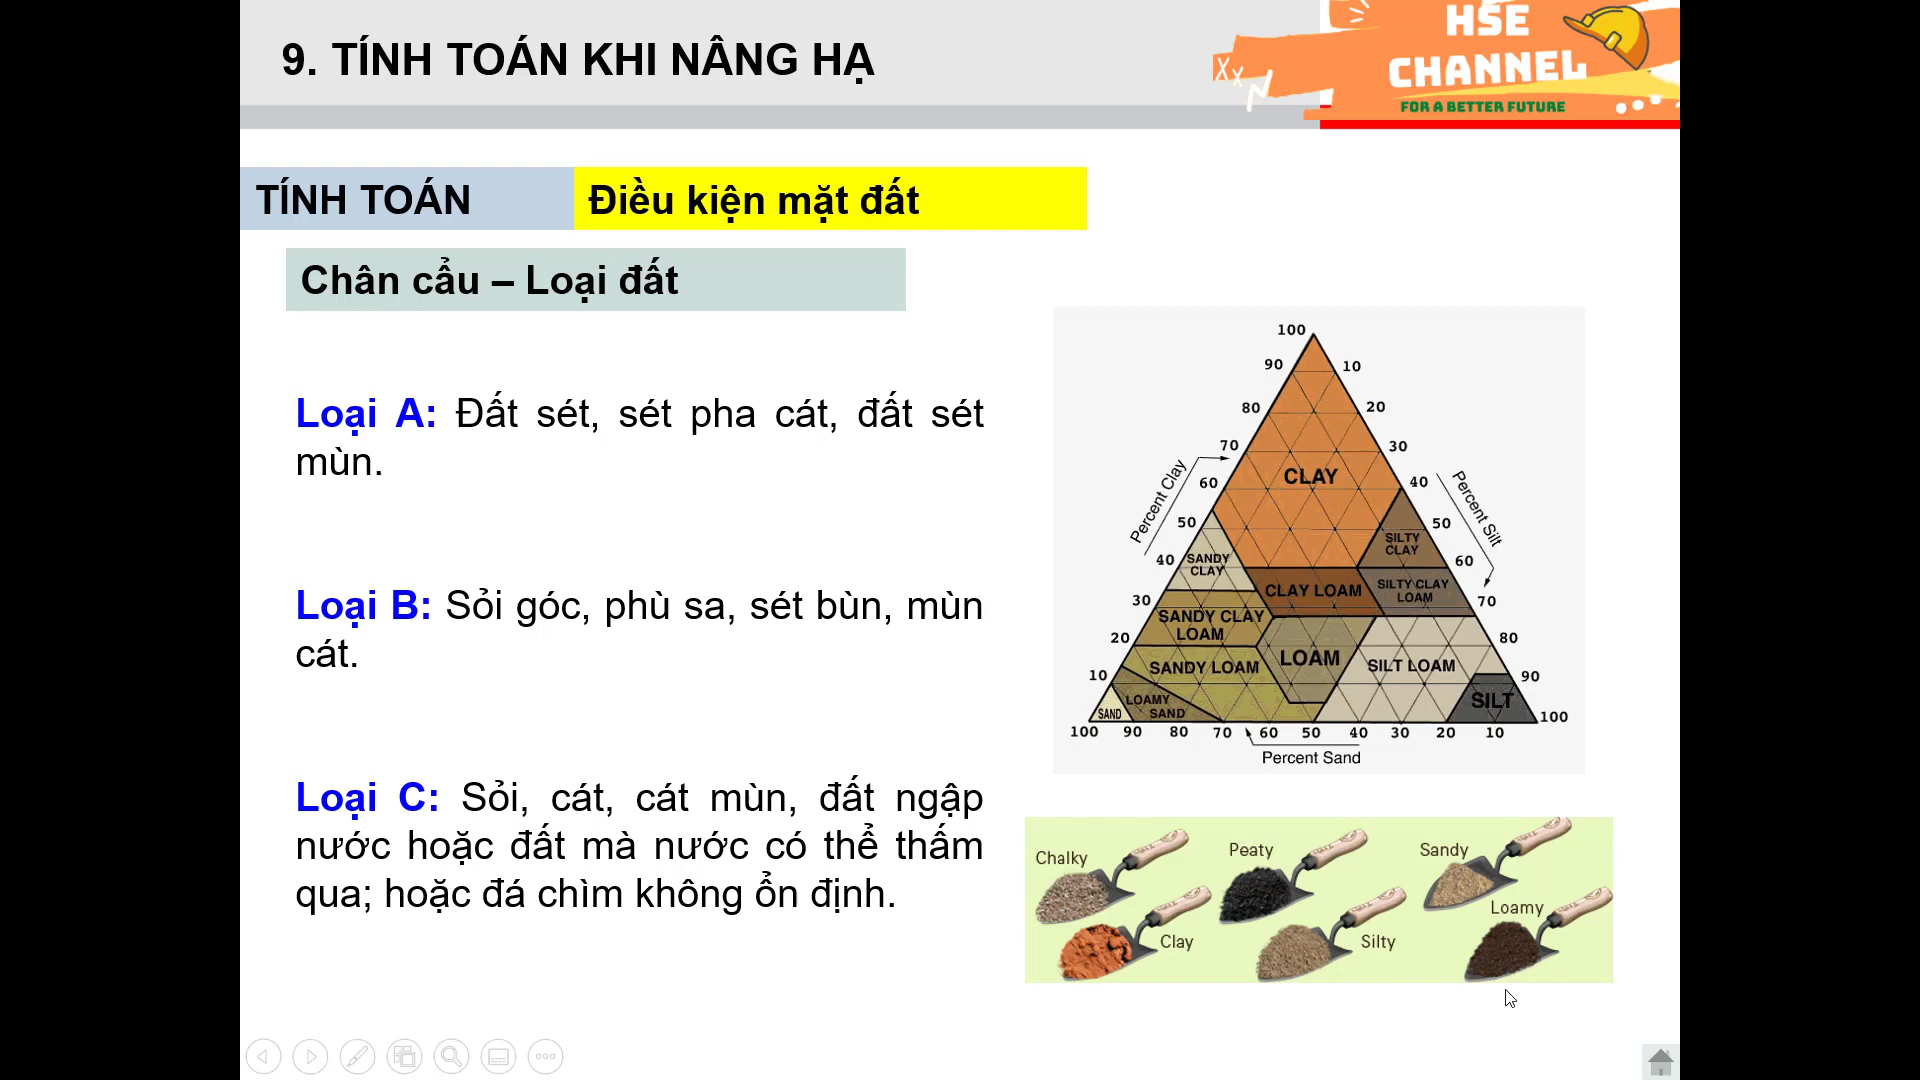 9. TÍNH TOÁN KHI NÂNG HẠ
HSE
CHANNEL
FOR A BETTER FUTURE
TÍNH TOÁN
Điều kiện mặt đất
Chân cẩu – Loại đất
Loại A: Đất sét, sét pha cát, đất sét
mùn.
Loại B: Sỏi góc, phù sa, sét bùn, mùn
cát.
Loại C: Sỏi, cát, cát mùn, đất ngập
nước hoặc đất mà nước có thể thấm
qua; hoặc đá chìm không ổn định.
100
90 10
80 20
70 30
Percent Clay
Percent Silt
CLAY
60 40
50 50
SILTY
CLAY
40 60
SANDY
CLAY
CLAY LOAM
SILTY CLAY
LOAM
30 70
SANDY CLAY
LOAM
20 80
LOAM
SANDY LOAM
SILT LOAM
10 90
LOAMY
SAND
SAND
SILT
100
100 90 80 70 60 50 40 30 20 10
Percent Sand
Chalky
Peaty
Sandy
Clay
Silty
Loamy